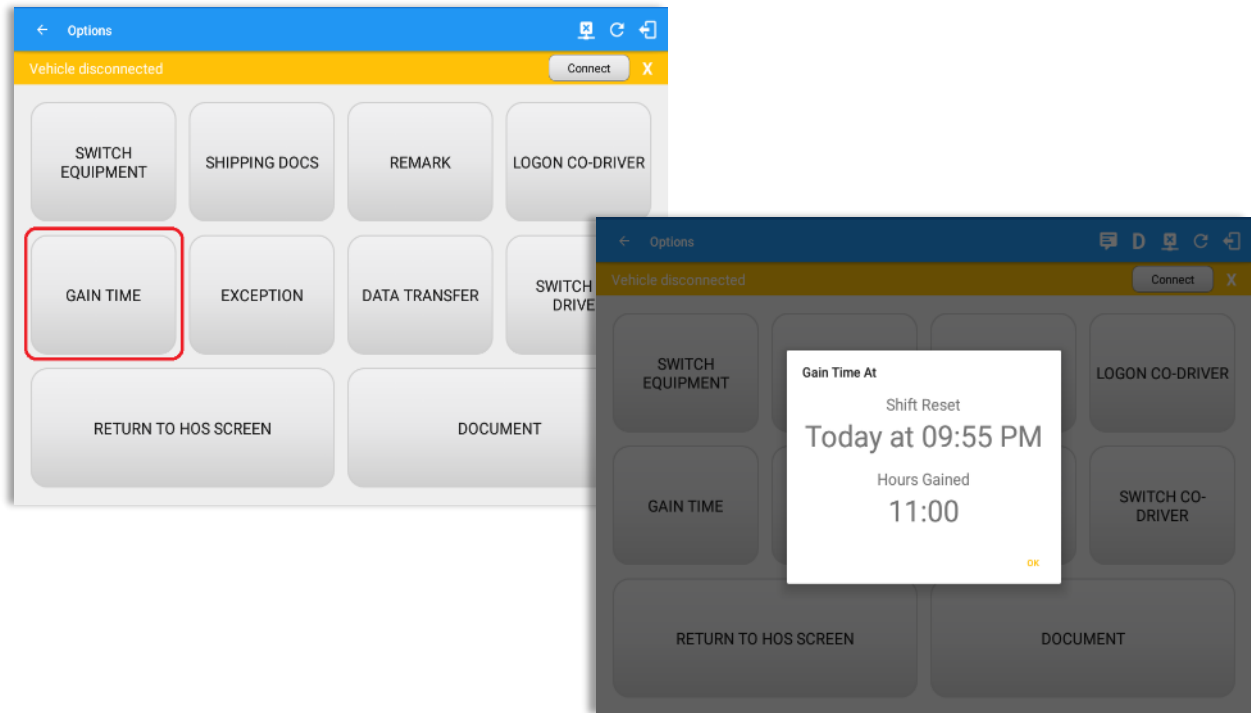 Options
Vehicle disconnected
Connect
X
SWITCH
EQUIPMENT
SHIPPING DOCS
REMARK
LOGON CO-DRIVER
GAIN TIME
EXCEPTION
DATA TRANSFER
SWITCH
DRIVE
RETURN TO HOS SCREEN
DOCUMENT
Options
D
Vehicle disconnected
Connect
X
SWITCH
EQUIPMENT
LOGON CO-DRIVER
Gain Time At
Shift Reset
Today at 09:55 PM
Hours Gained
11:00
OK
GAIN TIME
SWITCH CO-
DRIVER
RETURN TO HOS SCREEN
DOCUMENT